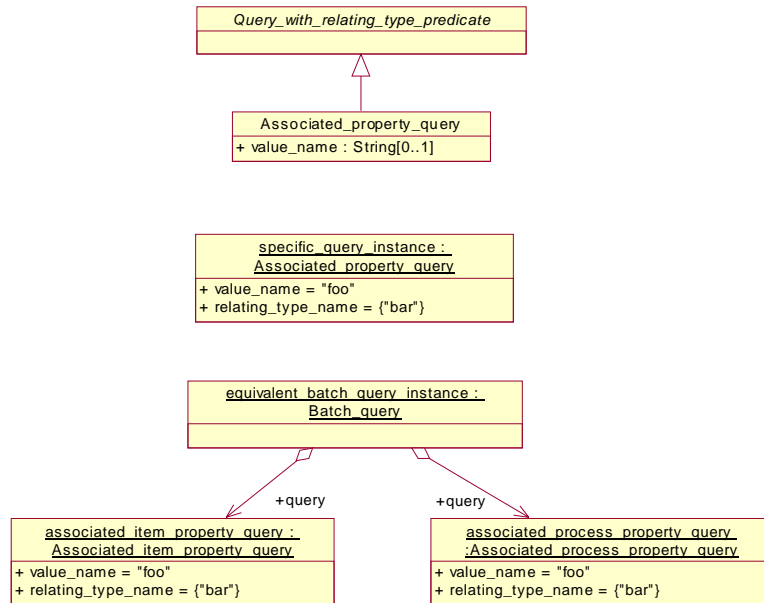 Query_with_relating_type_predicate
Associated_property_query
+ value_name : String[0..1]
specific_query_instance :
Associated_property_query
+ value_name = "foo"
+ relating_type_name = {"bar"}
equivalent_batch_query_instance :
Batch_query
+query
+query
associated_item_property_query :
Associated_item_property_query
+ value_name = "foo"
+ relating_type_name = {"bar"}
associated_process_property_query
:Associated_process_property_query
+ value_name = "foo"
+ relating_type_name = {"bar"}